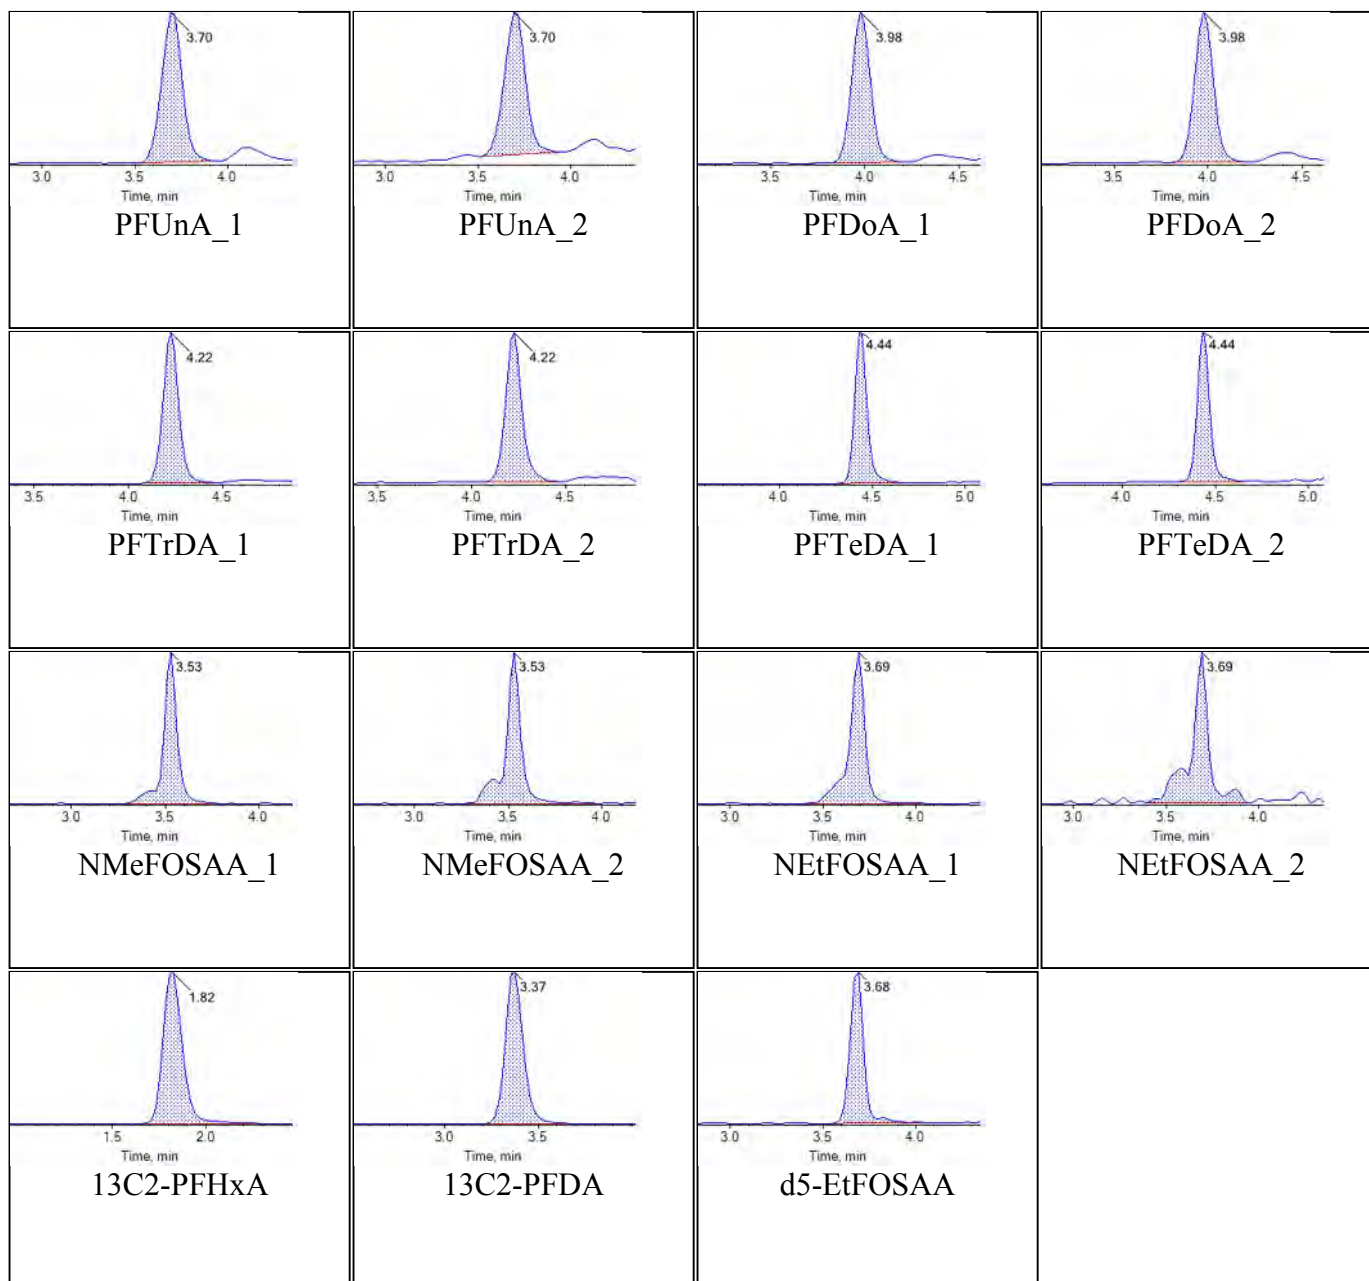 3.70
3.0 3.5 4.0
Time, min
PFUnA_1
3.70
3.0 3.5 4.0
Time, min
PFUnA_2
3.98
3.5 4.0 4.5
Time, min
PFDoA_1
3.98
3.5 4.0 4.5
Time, min
PFDoA_2
4.22
3.5 4.0 4.5
Time, min
PFTrDA_1
4.22
3.5 4.0 4.5
Time, min
PFTrDA_2
4.44
4.0 4.5 5.0
Time, min
PFTeDA_1
4.44
4.0 4.5 5.0
Time, min
PFTeDA_2
3.53
3.0 3.5 4.0
Time, min
NMeFOSAA_1
3.53
3.0 3.5 4.0
Time, min
NMeFOSAA_2
3.69
3.0 3.5 4.0
Time, min
NEtFOSAA_1
3.69
3.0 3.5 4.0
Time, min
NEtFOSAA_2
1.82
1.5 2.0
Time, min
13C2-PFHxA
3.37
3.0 3.5
Time, min
13C2-PFDA
3.68
3.0 3.5 4.0
Time, min
d5-EtFOSAA